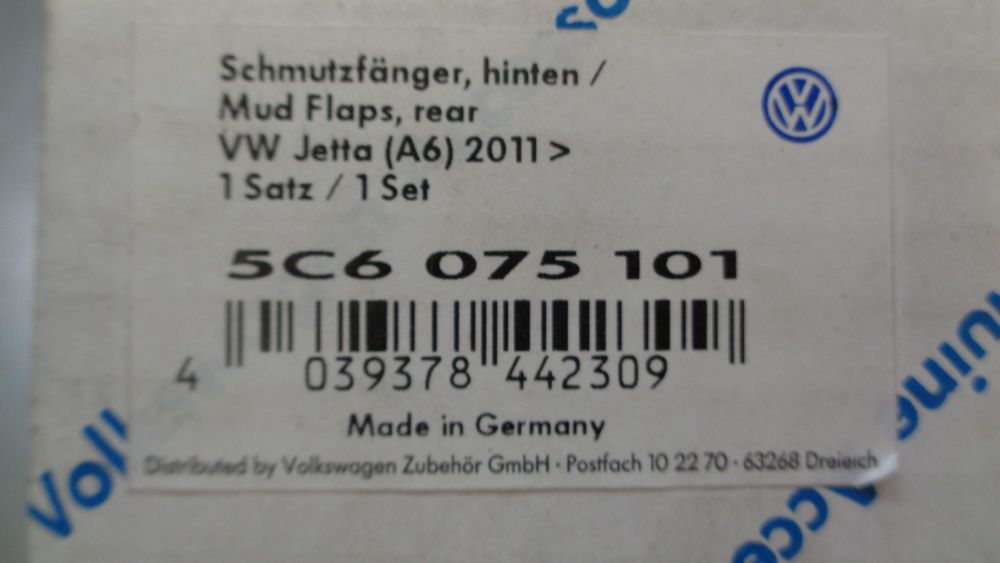 Schmutzfänger, hinten /
Mud Flaps, rear
VW Jetta (A6) 2011 >
1 Satz / 1 Set
5C6 075 101
4 039378 442309
Made in Germany
Distributed by Volkswagen Zubehör GmbH · Postfach 10 22 70 · 63268 Dreieich